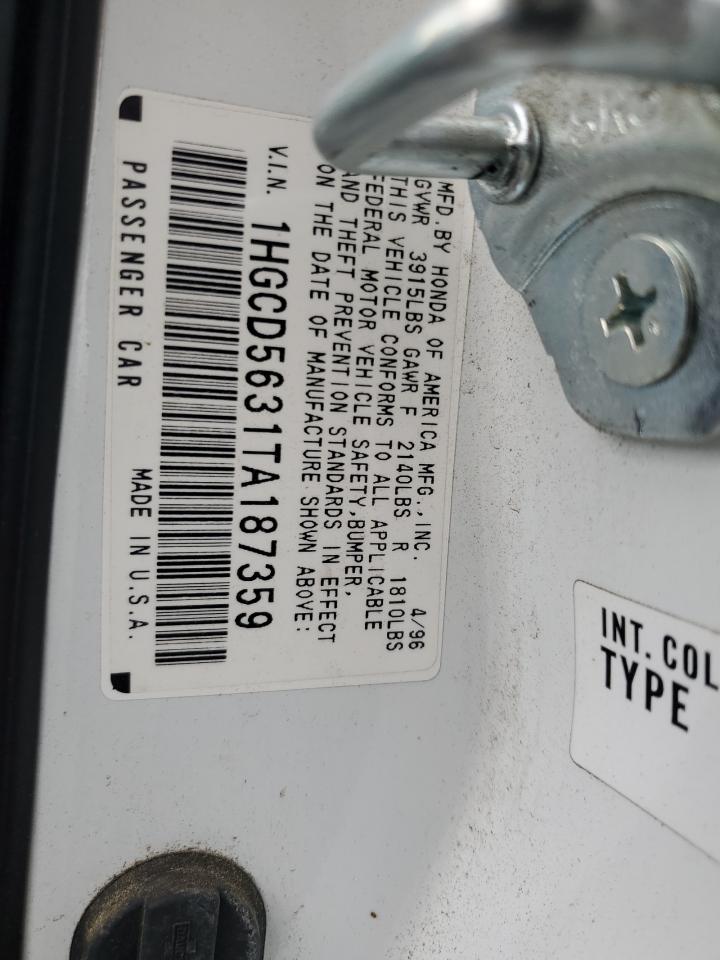 MFD. BY HONDA OF AMERICA MFG., INC. 4/96
GVWR 3915LBS GAWR F 2140LBS R 1810LBS
THIS VEHICLE CONFORMS TO ALL APPLICABLE
FEDERAL MOTOR VEHICLE SAFETY,BUMPER,
AND THEFT PREVENTION STANDARDS IN EFFECT
ON THE DATE OF MANUFACTURE SHOWN ABOVE:
V.I.N. 1HGCD5631TA187359
PASSENGER CAR MADE IN U.S.A.
INT. COL
TYPE